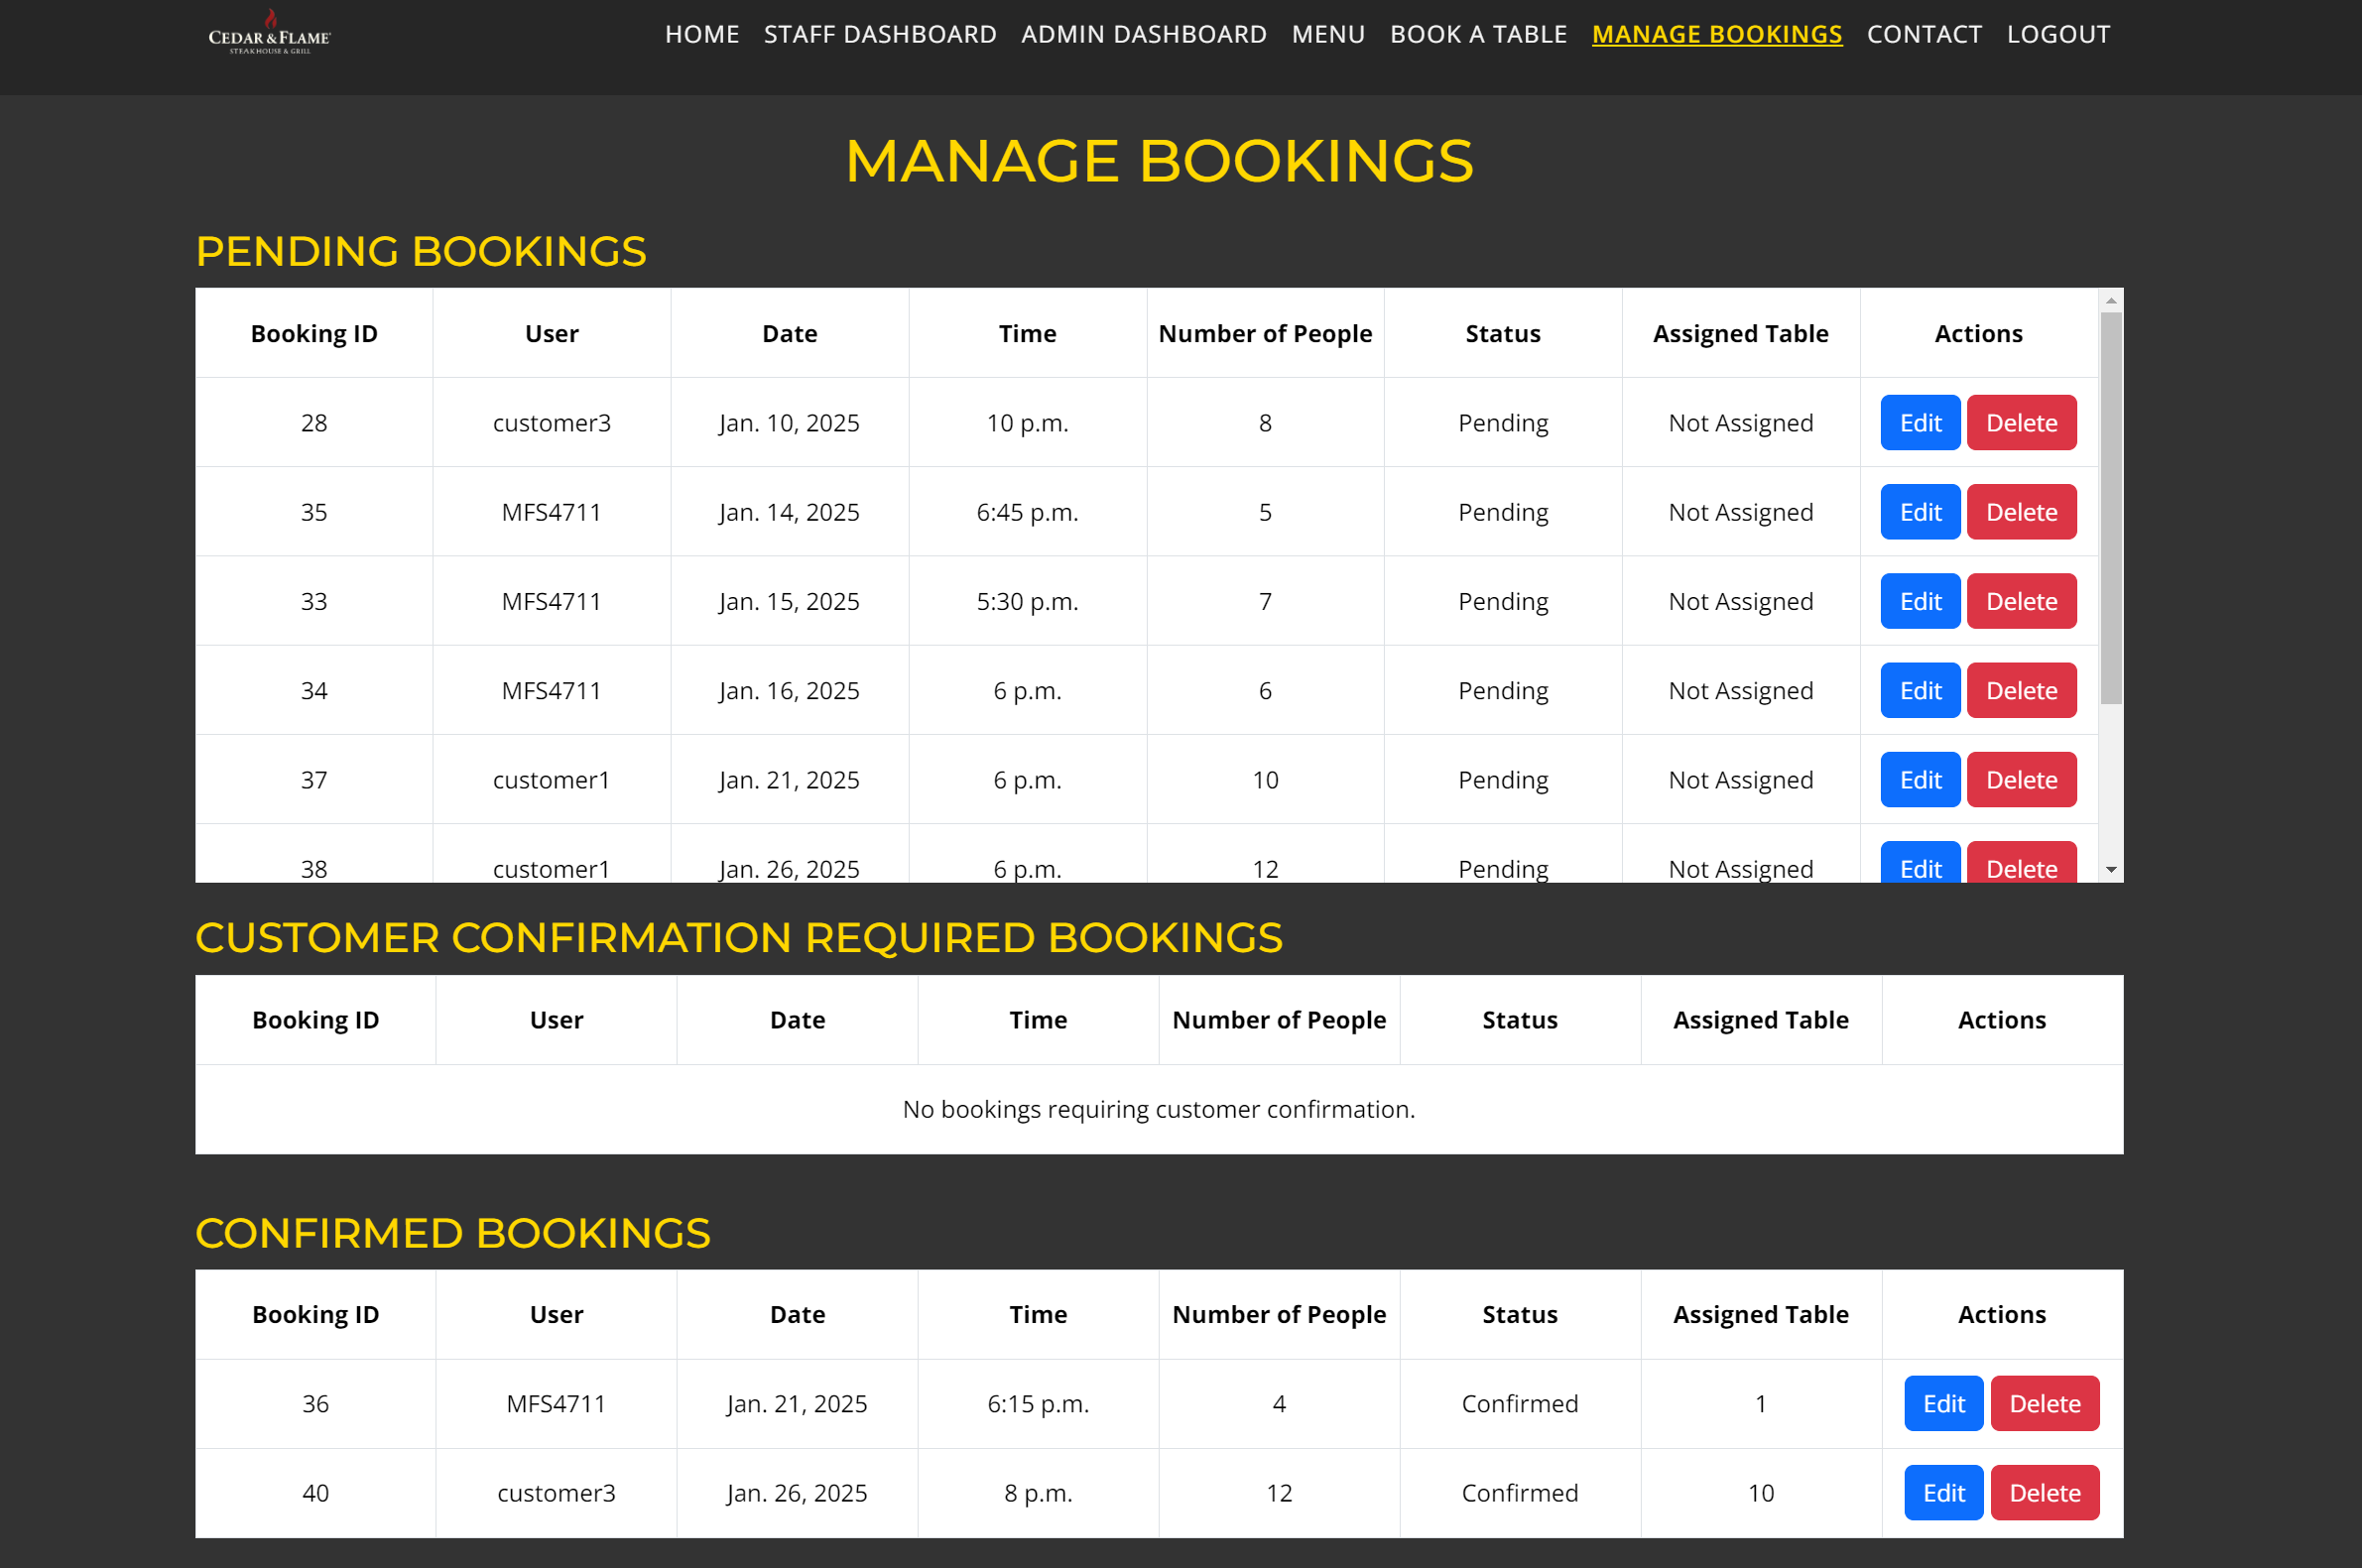 CEDAR & FLAME
STEAKHOUSE & GRILL
HOME STAFF DASHBOARD ADMIN DASHBOARD MENU BOOK A TABLE MANAGE BOOKINGS CONTACT LOGOUT
MANAGE BOOKINGS
PENDING BOOKINGS
Booking ID User Date Time Number of People Status Assigned Table Actions
28 customer3 Jan. 10, 2025 10 p.m. 8 Pending Not Assigned Edit Delete
35 MFS4711 Jan. 14, 2025 6:45 p.m. 5 Pending Not Assigned Edit Delete
33 MFS4711 Jan. 15, 2025 5:30 p.m. 7 Pending Not Assigned Edit Delete
34 MFS4711 Jan. 16, 2025 6 p.m. 6 Pending Not Assigned Edit Delete
37 customer1 Jan. 21, 2025 6 p.m. 10 Pending Not Assigned Edit Delete
38 customer1 Jan. 26, 2025 6 p.m. 12 Pending Not Assigned Edit Delete
CUSTOMER CONFIRMATION REQUIRED BOOKINGS
Booking ID User Date Time Number of People Status Assigned Table Actions
No bookings requiring customer confirmation.
CONFIRMED BOOKINGS
Booking ID User Date Time Number of People Status Assigned Table Actions
36 MFS4711 Jan. 21, 2025 6:15 p.m. 4 Confirmed 1 Edit Delete
40 customer3 Jan. 26, 2025 8 p.m. 12 Confirmed 10 Edit Delete